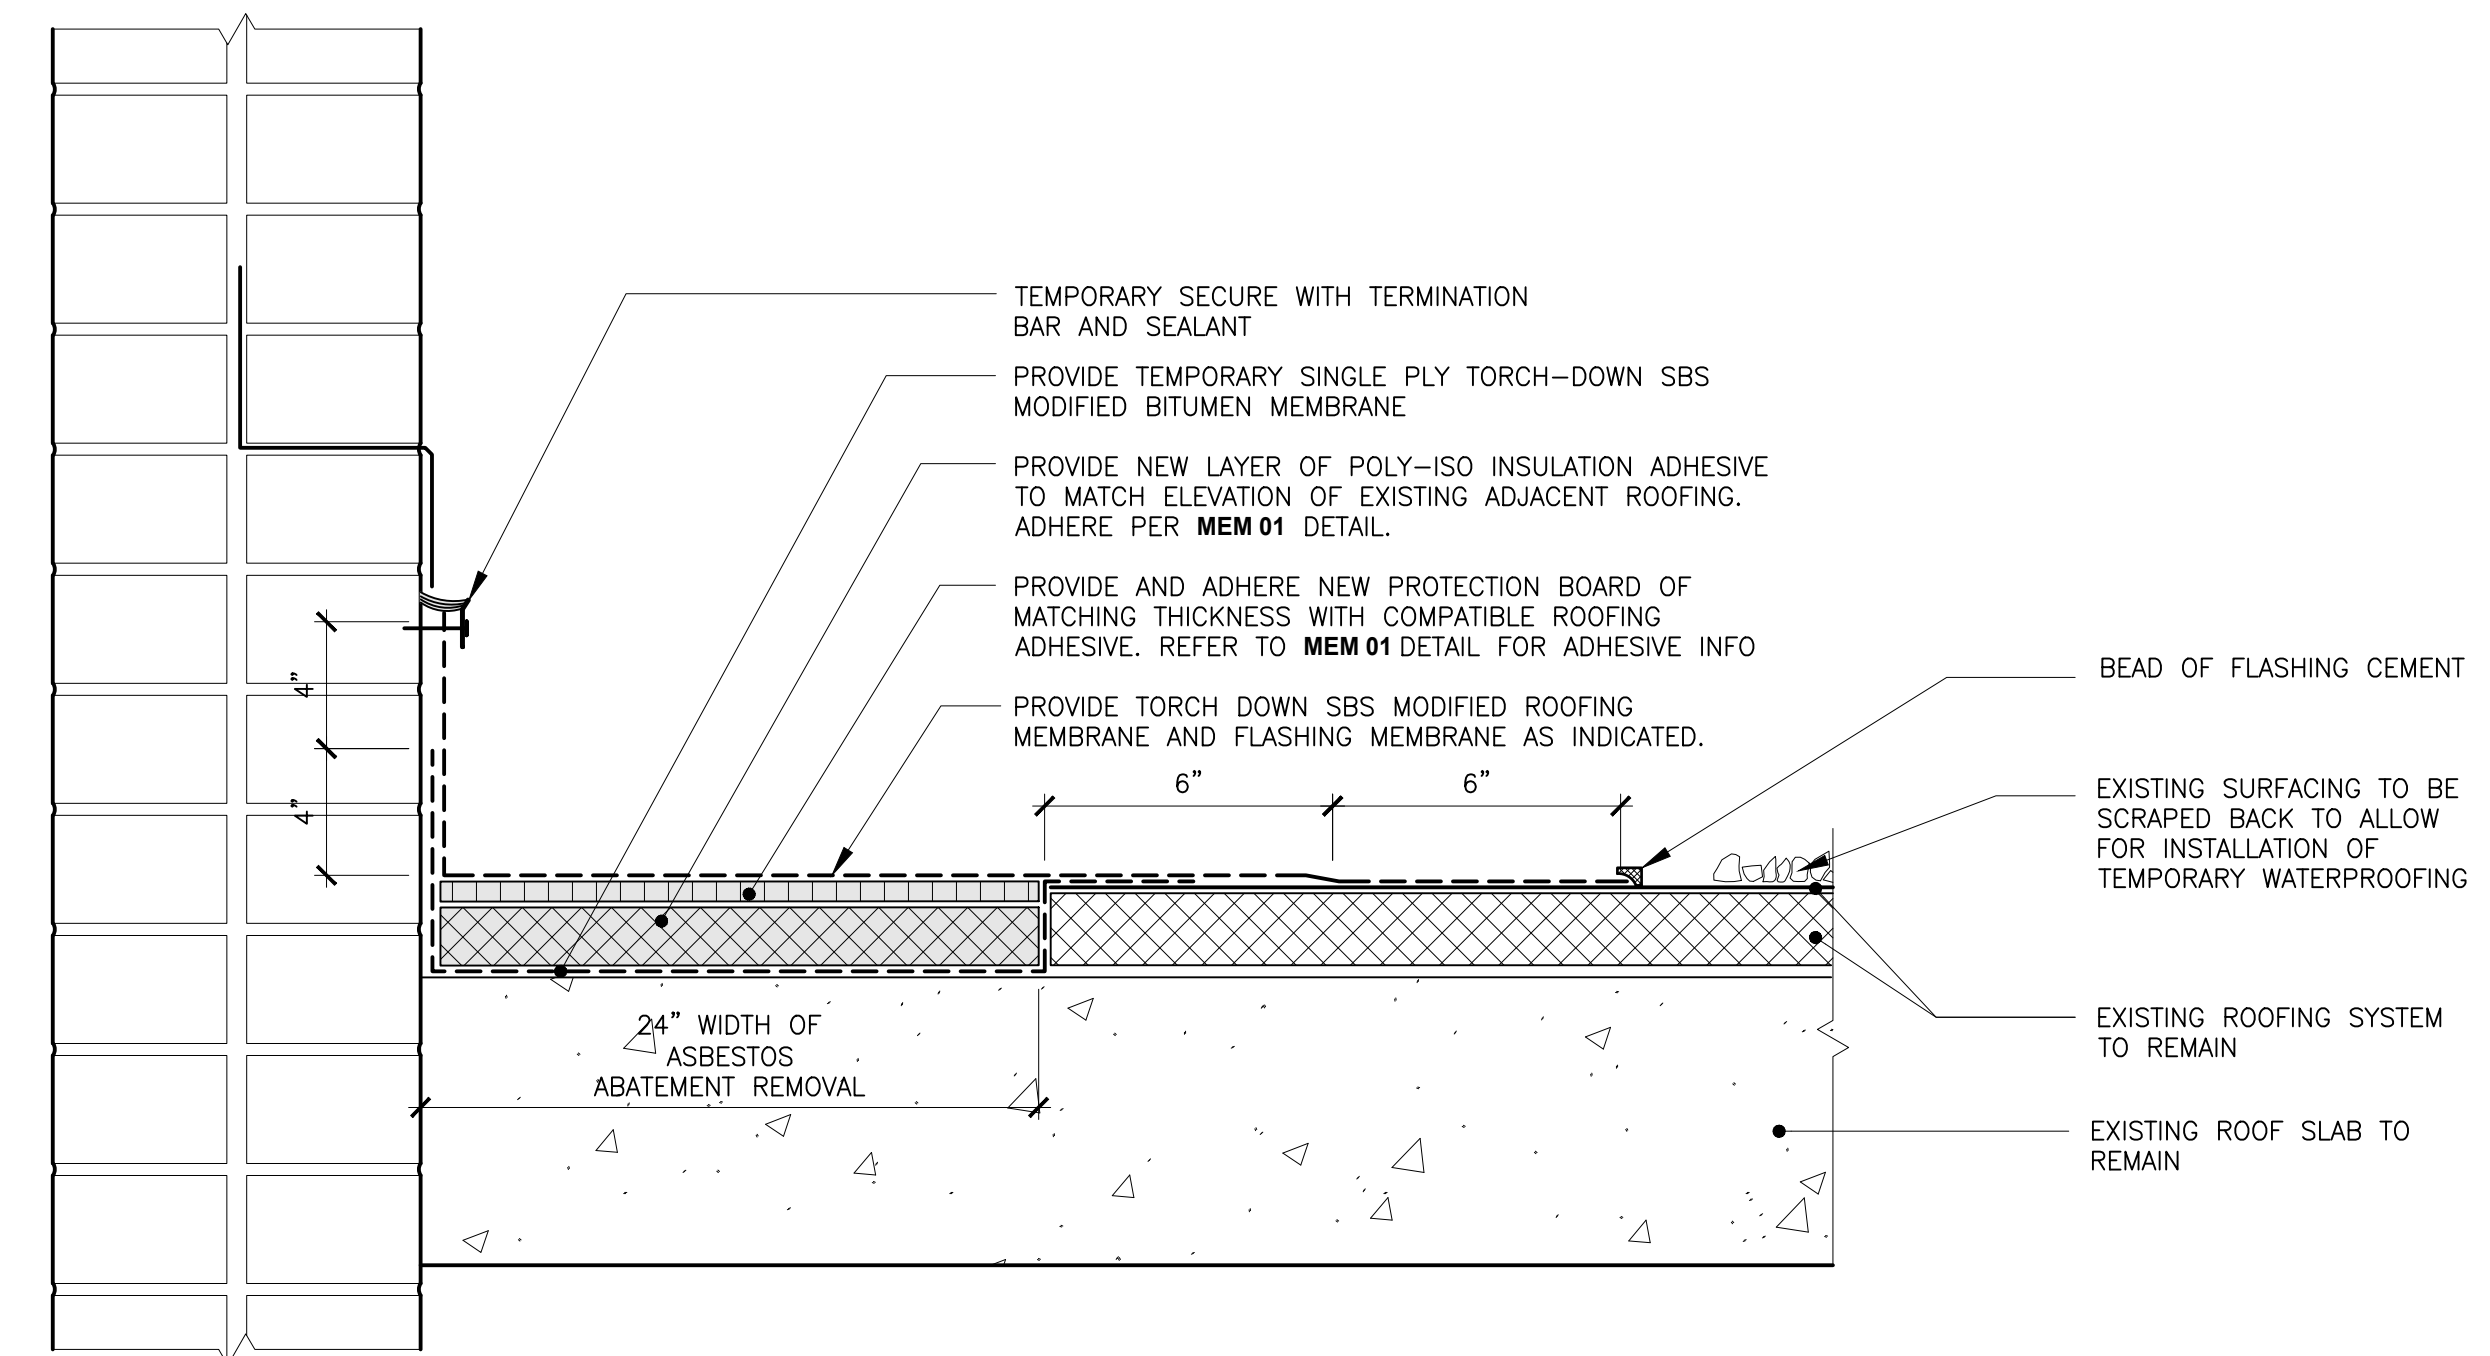 TEMPORARY SECURE WITH TERMINATION
BAR AND SEALANT
PROVIDE TEMPORARY SINGLE PLY TORCH-DOWN SBS
MODIFIED BITUMEN MEMBRANE
PROVIDE NEW LAYER OF POLY-ISO INSULATION ADHESIVE
TO MATCH ELEVATION OF EXISTING ADJACENT ROOFING.
ADHERE PER MEM 01 DETAIL.
PROVIDE AND ADHERE NEW PROTECTION BOARD OF
MATCHING THICKNESS WITH COMPATIBLE ROOFING
ADHESIVE. REFER TO MEM 01 DETAIL FOR ADHESIVE INFO
PROVIDE TORCH DOWN SBS MODIFIED ROOFING
MEMBRANE AND FLASHING MEMBRANE AS INDICATED.
4"
4"
6"
6"
BEAD OF FLASHING CEMENT
EXISTING SURFACING TO BE
SCRAPED BACK TO ALLOW
FOR INSTALLATION OF
TEMPORARY WATERPROOFING
24" WIDTH OF
ASBESTOS
ABATEMENT REMOVAL
EXISTING ROOFING SYSTEM
TO REMAIN
EXISTING ROOF SLAB TO
REMAIN